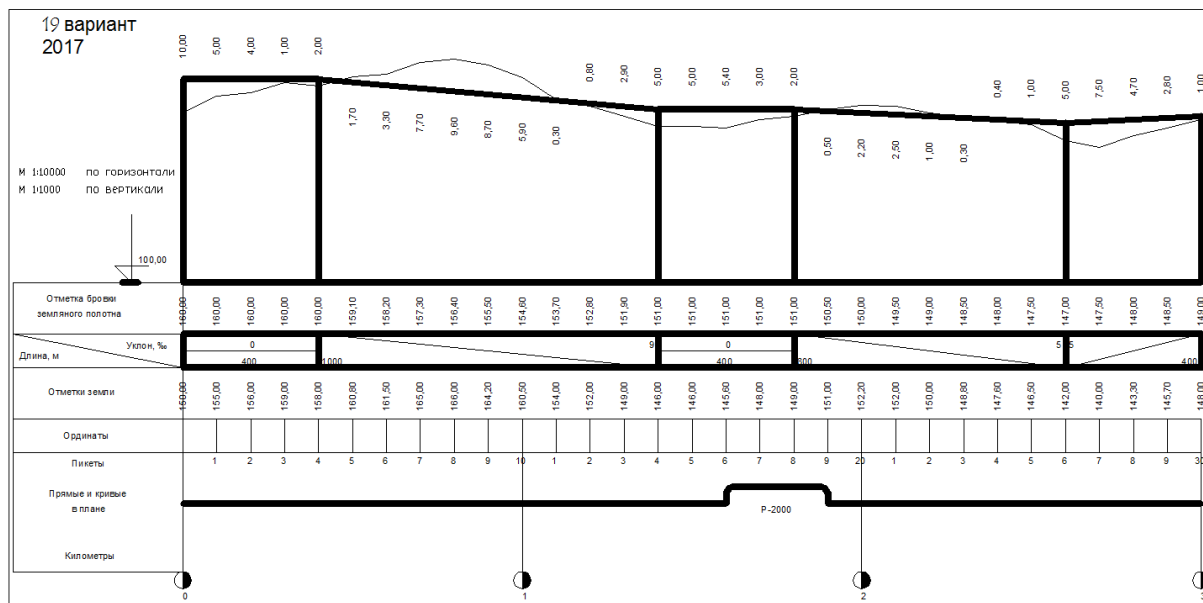 19 вариант
2017
10,00 5,00 4,00 1,00 2,00 0,80 2,90 5,00 5,00 5,40 3,00 2,00 0,40 1,00 5,00 7,50 4,70 2,80 1,00
1,70 3,30 7,70 9,60 8,70 5,90 0,30 0,50 2,20 2,50 1,00 0,30
М 1:10000 по горизонтали
М 1:1000 по вертикали
100,00
Отметка бровки
земляного полотна
160,00 160,00 160,00 160,00 160,00 159,10 158,20 157,30 156,40 155,50 154,60 153,70 152,80 151,90 151,00 151,00 151,00 151,00 151,00 150,50 150,00 149,50 149,00 148,50 148,00 147,50 147,00 147,50 148,00 148,50 149,00
Уклон, ‰ 0 9 0 5 5
Длина, м 400 1000 400 800 400
Отметки земли
150,00 155,00 156,00 159,00 158,00 160,80 161,50 165,00 166,00 164,20 160,50 154,00 152,00 149,00 146,00 146,00 145,60 148,00 149,00 151,00 152,20 152,00 150,00 148,80 147,60 146,50 142,00 140,00 143,30 145,70 148,00
Ординаты
Пикеты 1 2 3 4 5 6 7 8 9 10 1 2 3 4 5 6 7 8 9 20 1 2 3 4 5 6 7 8 9 30
Прямые и кривые
в плане
Р-2000
Километры
0 1 2